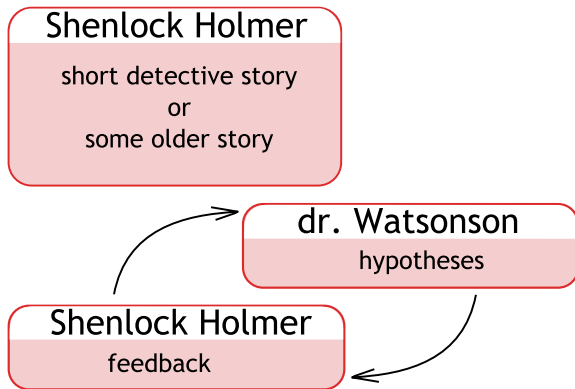 Shenlock Holmer
short detective story
or
some older story
dr. Watsonson
hypotheses
Shenlock Holmer
feedback